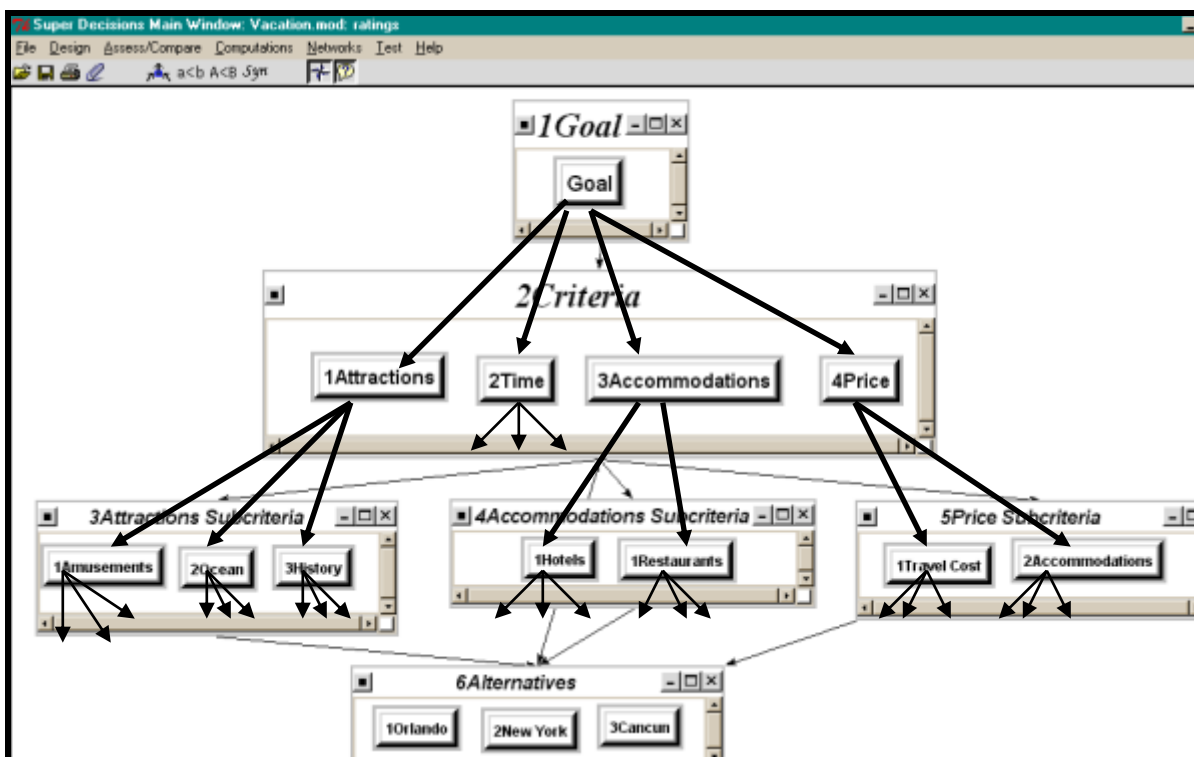 Super Decisions Main Window: Vacation.mod: ratings
File Design Assess/Compare Computations Networks Test Help
a<b A<B Syn
1Goal
Goal
2Criteria
1Attractions 2Time 3Accommodations 4Price
3Attractions Subcriteria 4Accommodations Subcriteria 5Price Subcriteria
1Amusements 2Ocean 3History 1Hotels 1Restaurants 1Travel Cost 2Accommodations
6Alternatives
1Orlando 2New York 3Cancun